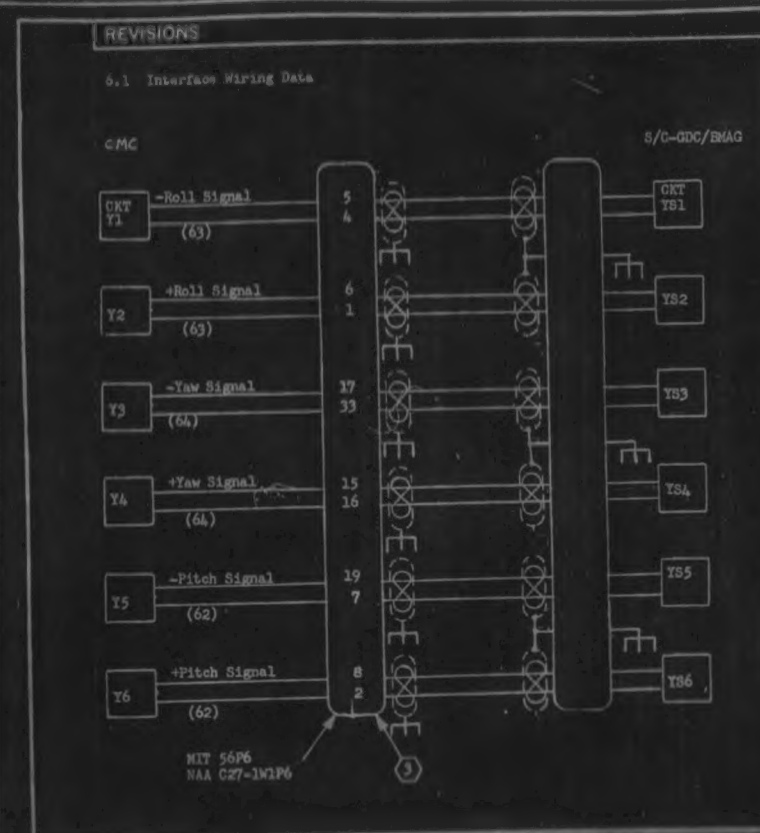 REVISIONS
6.1 Interface Wiring Data
CMC
S/C-GDC/BMAG
CKT
Y1
-Roll Signal
(63)
5
4
CKT
YS1
Y2
+Roll Signal
(63)
6
1
YS2
Y3
-Yaw Signal
(64)
17
33
YS3
Y4
+Yaw Signal
(64)
15
16
YS4
Y5
-Pitch Signal
(62)
19
7
YS5
Y6
+Pitch Signal
(62)
8
2
YS6
MIT 56P6
NAA C27-1W1P6
3